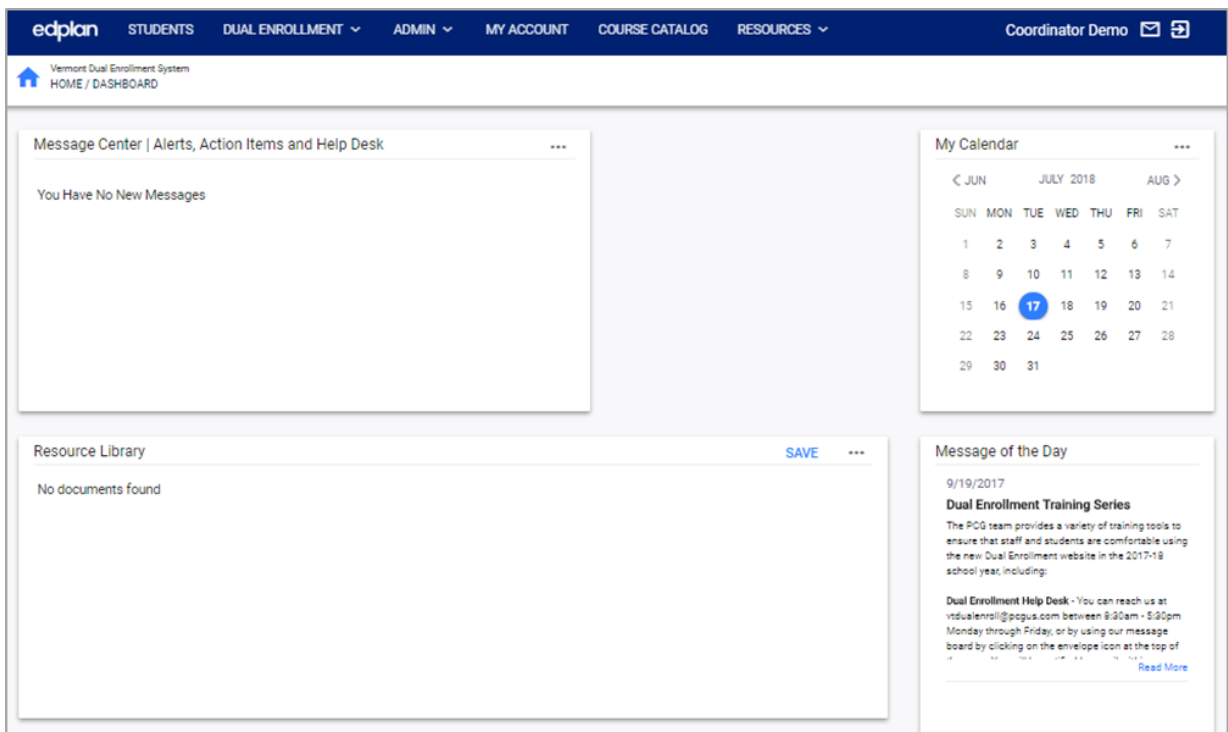 edplan STUDENTS DUAL ENROLLMENT ADMIN MY ACCOUNT COURSE CATALOG RESOURCES Coordinator Demo
Vermont Dual Enrollment System
HOME / DASHBOARD
Message Center | Alerts, Action Items and Help Desk ...
You Have No New Messages
My Calendar ...
< JUN JULY 2018 AUG >
SUN MON TUE WED THU FRI SAT
1 2 3 4 5 6 7
8 9 10 11 12 13 14
15 16 17 18 19 20 21
22 23 24 25 26 27 28
29 30 31
Resource Library SAVE ...
No documents found
Message of the Day
9/19/2017
Dual Enrollment Training Series
The PCG team provides a variety of training tools to
ensure that staff and students are comfortable using
the new Dual Enrollment website in the 2017-18
school year, including:
Dual Enrollment Help Desk - You can reach us at
vtdualenroll@pcgus.com between 8:30am - 5:30pm
Monday through Friday, or by using our message
board by clicking on the envelope icon at the top of
Read More